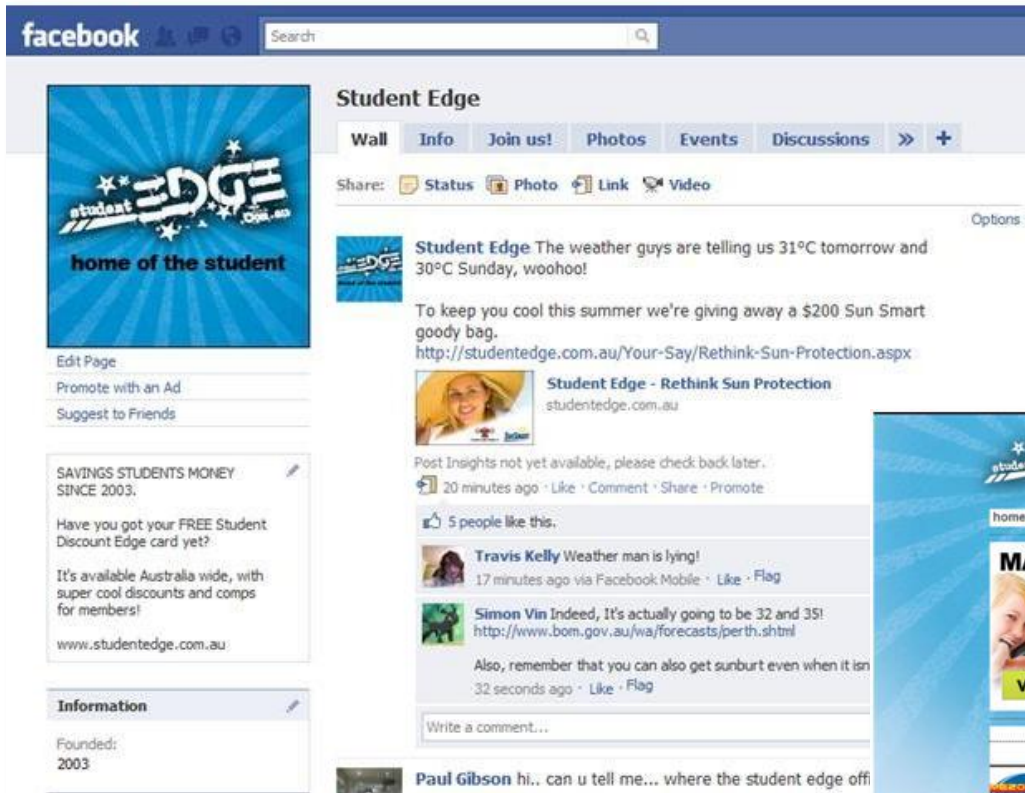 facebook
Search
student EDGE .com.au
home of the student
Edit Page
Promote with an Ad
Suggest to Friends
SAVINGS STUDENTS MONEY
SINCE 2003.
Have you got your FREE Student
Discount Edge card yet?
It's available Australia wide, with
super cool discounts and comps
for members!
www.studentedge.com.au
Information
Founded:
2003
Student Edge
Wall Info Join us! Photos Events Discussions » +
Share: Status Photo Link Video
Options
EDGE
Student Edge The weather guys are telling us 31°C tomorrow and
30°C Sunday, woohoo!
To keep you cool this summer we're giving away a $200 Sun Smart
goody bag.
http://studentedge.com.au/Your-Say/Rethink-Sun-Protection.aspx
Student Edge - Rethink Sun Protection
studentedge.com.au
Post Insights not yet available, please check back later.
20 minutes ago · Like · Comment · Share · Promote
5 people like this.
Travis Kelly Weather man is lying!
17 minutes ago via Facebook Mobile · Like · Flag
Simon Vin Indeed, It's actually going to be 32 and 35!
http://www.bom.gov.au/wa/forecasts/perth.shtml
Also, remember that you can also get sunburt even when it isn
32 seconds ago · Like · Flag
Write a comment...
Paul Gibson hi.. can u tell me... where the student edge offi
home